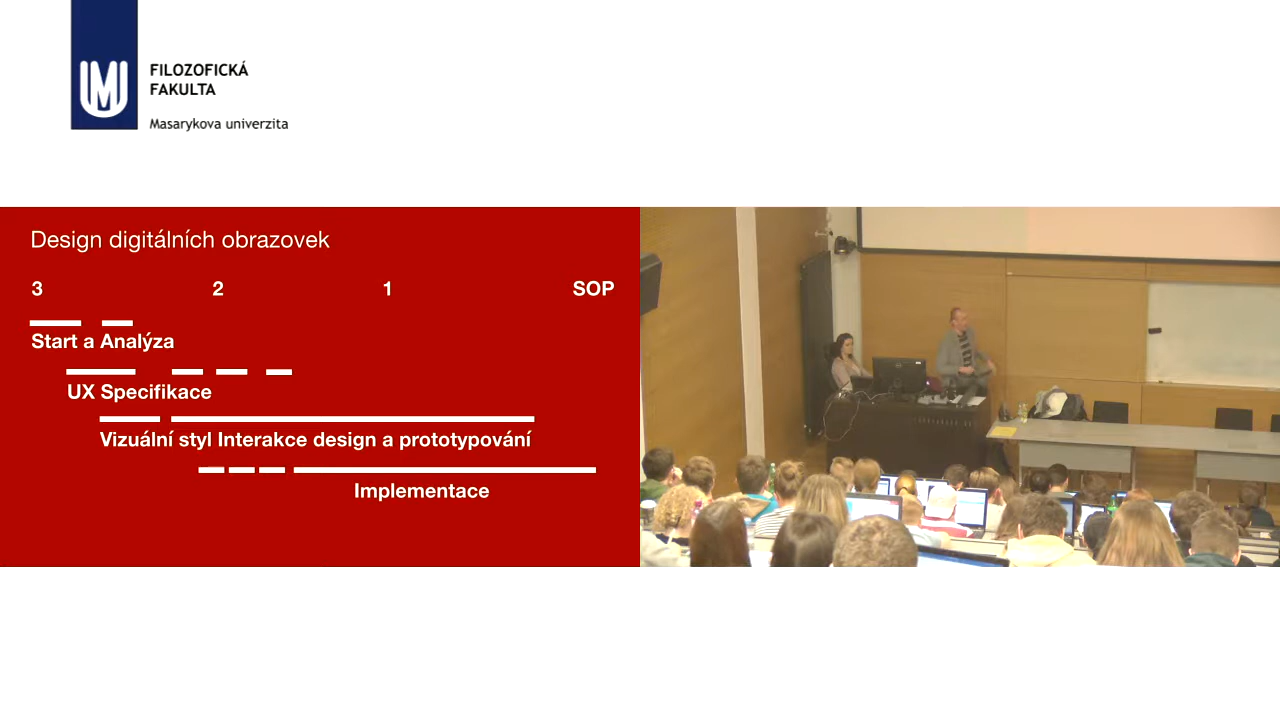 FILOZOFICKÁ
FAKULTA
Masarykova univerzita
Design digitálních obrazovek
3 2 1 SOP
Start a Analýza
UX Specifikace
Vizuální styl Interakce design a prototypování
Implementace